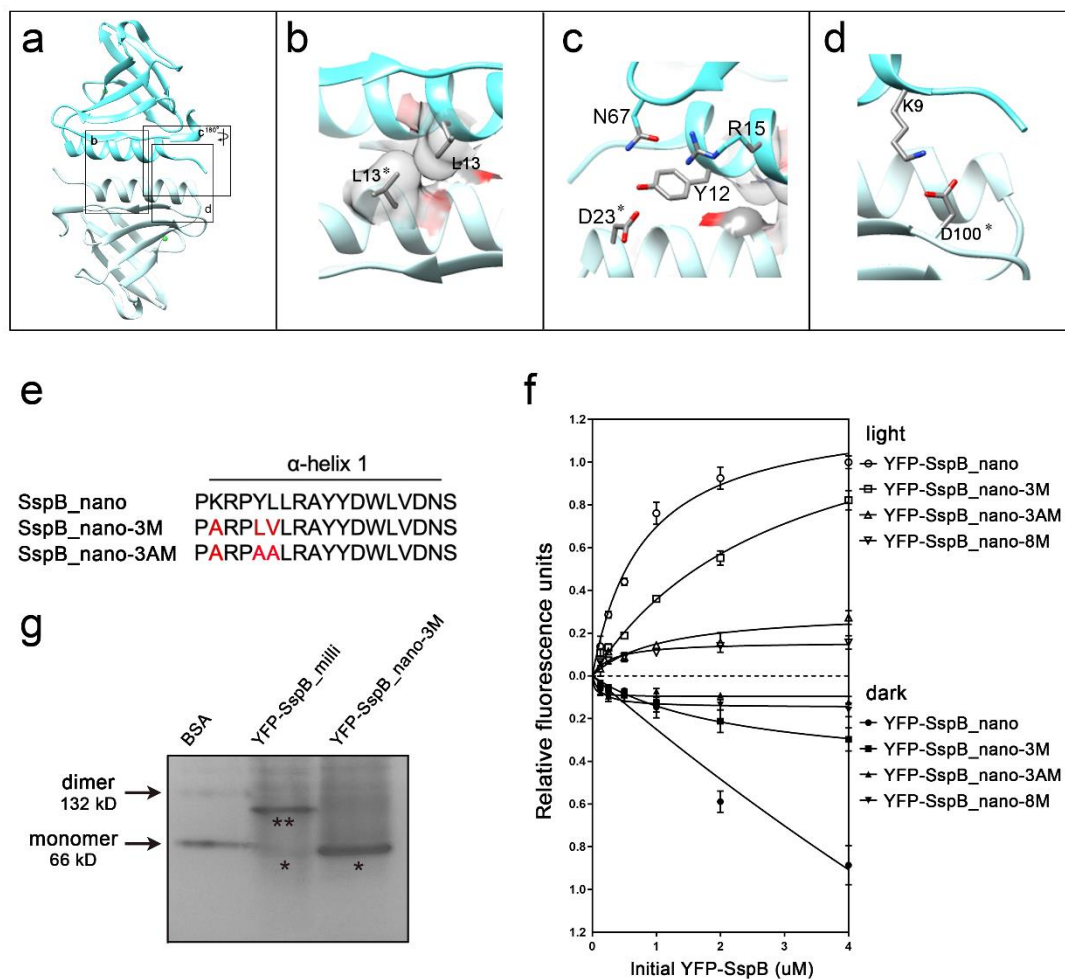 a
b
c 180°
d
b
L13
L13*
c
N67
R15
Y12
D23*
d
K9
D100*
e
α-helix 1
SspB_nano PKRPYLLRAYYDWLVDNS
SspB_nano-3M PARPLVLRAYYDWLVDNS
SspB_nano-3AM PARPAALRAYYDWLVDNS
f
1.2
1.0
0.8
0.6
0.4
0.2
0.0
0.2
0.4
0.6
0.8
1.0
1.2
Relative fluorescence units
0 1 2 3 4
Initial YFP-SspB (uM)
light
YFP-SspB_nano
YFP-SspB_nano-3M
YFP-SspB_nano-3AM
YFP-SspB_nano-8M
dark
YFP-SspB_nano
YFP-SspB_nano-3M
YFP-SspB_nano-3AM
YFP-SspB_nano-8M
g
BSA
YFP-SspB_milli
YFP-SspB_nano-3M
dimer
132 kD
monomer
66 kD
**
*
*